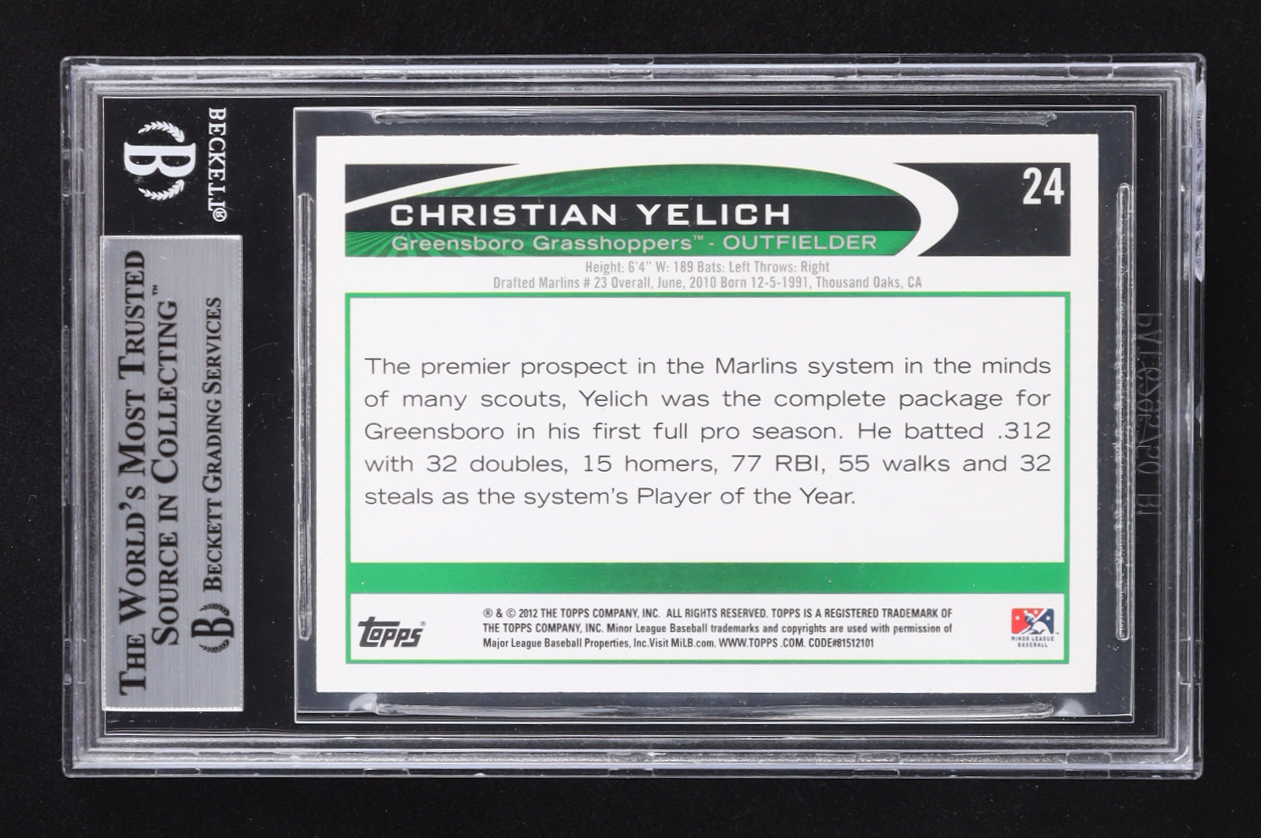 BECKETT®
B
THE WORLD'S MOST TRUSTED
SOURCE IN COLLECTING™
B BECKETT GRADING SERVICES
24
CHRISTIAN YELICH
Greensboro Grasshoppers™ - OUTFIELDER
Height: 6'4" W: 189 Bats: Left Throws: Right
Drafted Marlins # 23 Overall, June, 2010 Born 12-5-1991, Thousand Oaks, CA
The premier prospect in the Marlins system in the minds
of many scouts, Yelich was the complete package for
Greensboro in his first full pro season. He batted .312
with 32 doubles, 15 homers, 77 RBI, 55 walks and 32
steals as the system's Player of the Year.
topps®
® & © 2012 THE TOPPS COMPANY, INC. ALL RIGHTS RESERVED. TOPPS IS A REGISTERED TRADEMARK OF
THE TOPPS COMPANY, INC. Minor League Baseball trademarks and copyrights are used with permission of
Major League Baseball Properties, Inc.Visit MiLB.com. WWW.TOPPS.COM. CODE#81512101
MINOR LEAGUE
BASEBALL